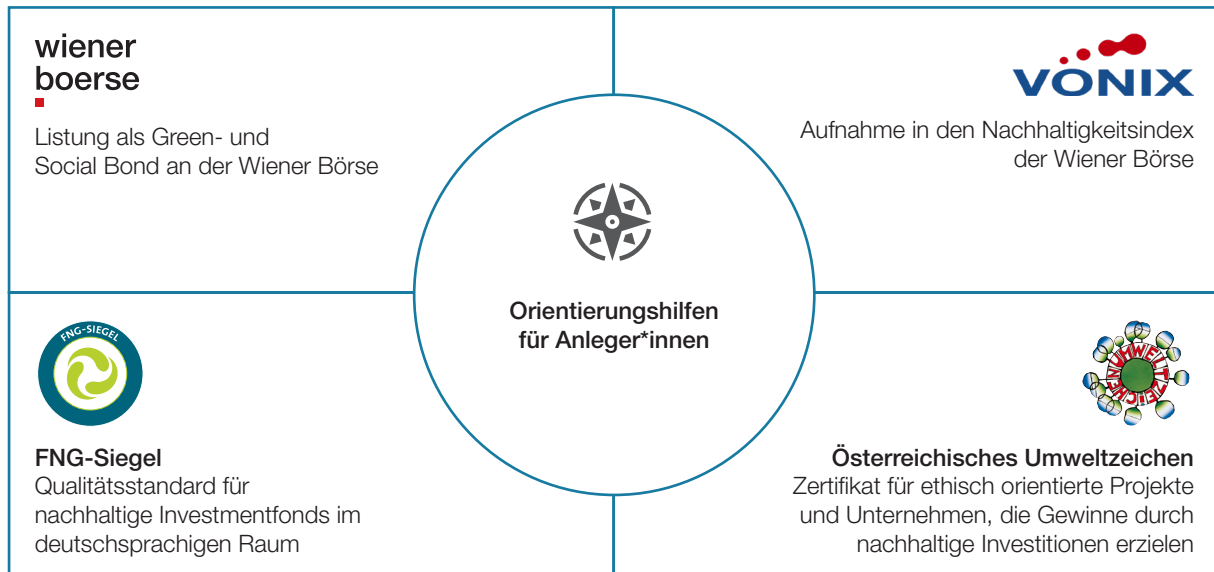 wiener
boerse
Listung als Green- und
Social Bond an der Wiener Börse
VÖNIX
Aufnahme in den Nachhaltigkeitsindex
der Wiener Börse
Orientierungshilfen
für Anleger*innen
FNG-SIEGEL
FNG-Siegel
Qualitätsstandard für
nachhaltige Investmentfonds im
deutschsprachigen Raum
UMWELTZEICHEN
Österreichisches Umweltzeichen
Zertifikat für ethisch orientierte Projekte
und Unternehmen, die Gewinne durch
nachhaltige Investitionen erzielen